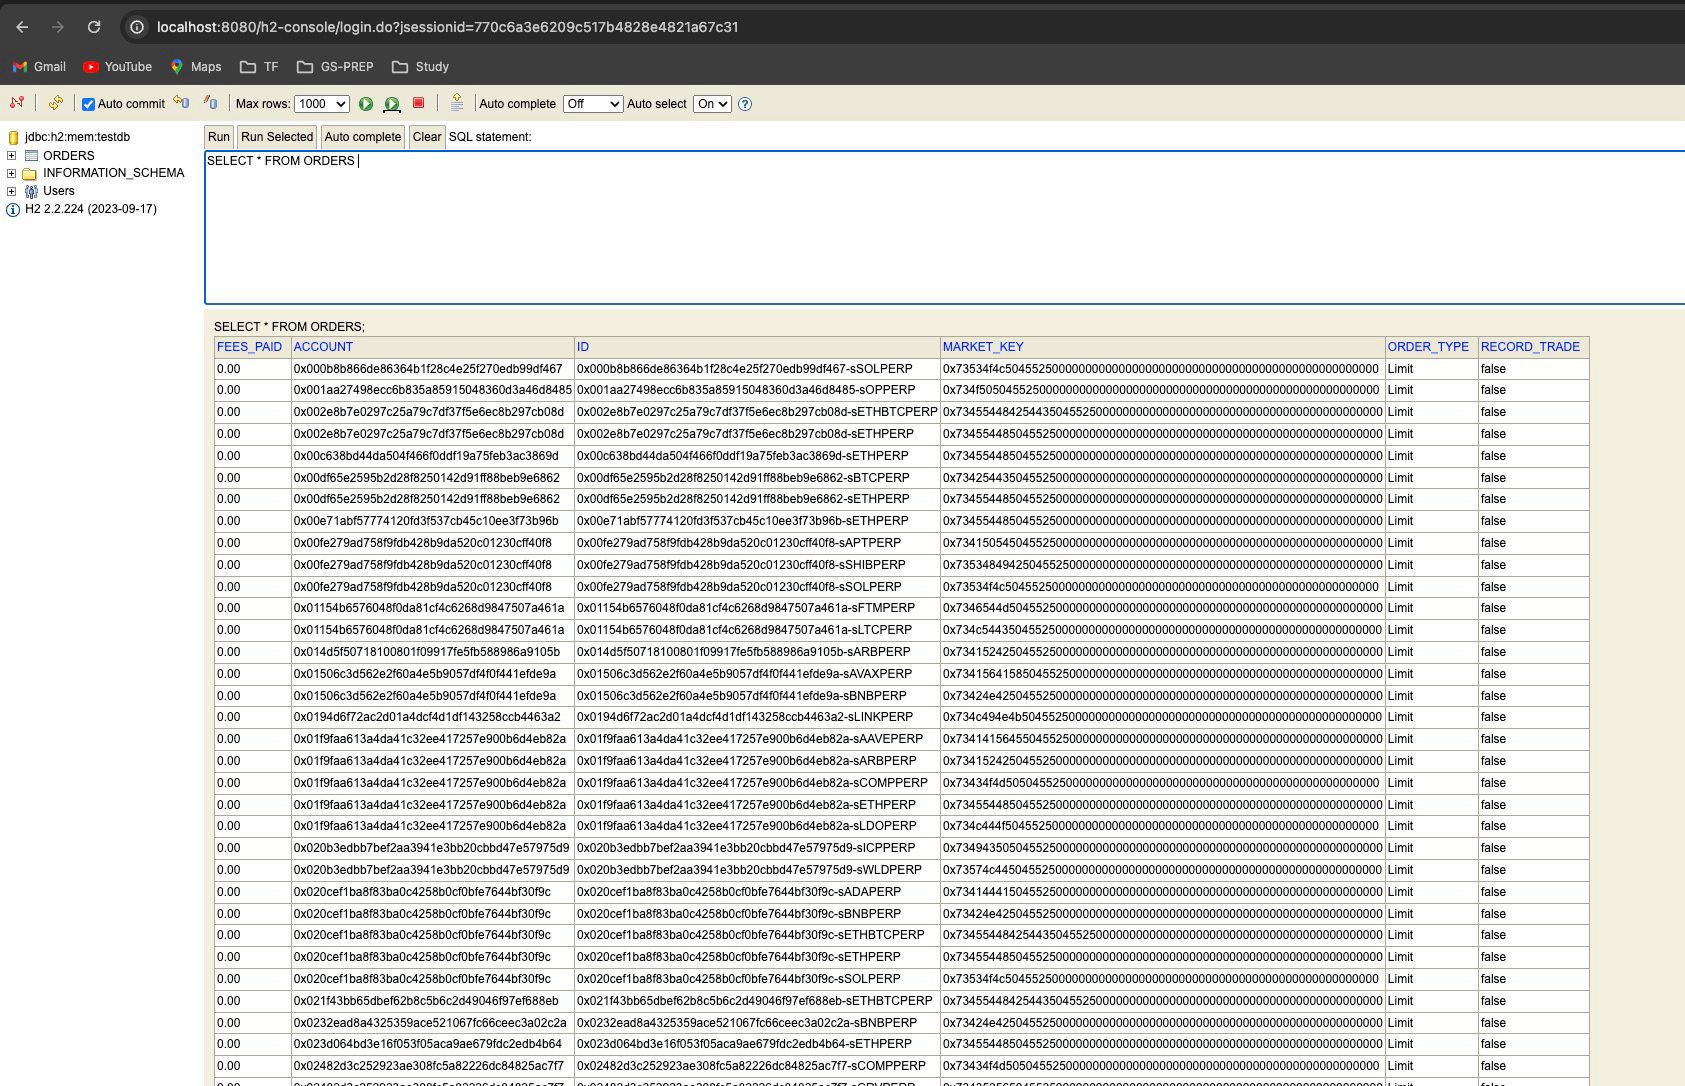 localhost:8080/h2-console/login.do?jsessionid=770c6a3e6209c517b4828e4821a67c31
Gmail YouTube Maps TF GS-PREP Study
Auto commit Max rows: 1000 Auto complete Off Auto select On
jdbc:h2:mem:testdb
ORDERS
INFORMATION_SCHEMA
Users
H2 2.2.224 (2023-09-17)
Run Run Selected Auto complete Clear SQL statement:
SELECT * FROM ORDERS
SELECT * FROM ORDERS;
FEES_PAID ACCOUNT ID MARKET_KEY ORDER_TYPE RECORD_TRADE
0.00 0x000b8b866de86364b1f28c4e25f270edb99df467 0x000b8b866de86364b1f28c4e25f270edb99df467-sSOLPERP 0x73534f4c50455250000000000000000000000000000000000000000000000000 Limit false
0.00 0x001aa27498ecc6b835a85915048360d3a46d8485 0x001aa27498ecc6b835a85915048360d3a46d8485-sOPPERP 0x734f505045525000000000000000000000000000000000000000000000000000 Limit false
0.00 0x002e8b7e0297c25a79c7df37f5e6ec8b297cb08d 0x002e8b7e0297c25a79c7df37f5e6ec8b297cb08d-sETHBTCPERP 0x7345544842544350455250000000000000000000000000000000000000000000 Limit false
0.00 0x002e8b7e0297c25a79c7df37f5e6ec8b297cb08d 0x002e8b7e0297c25a79c7df37f5e6ec8b297cb08d-sETHPERP 0x7345544850455250000000000000000000000000000000000000000000000000 Limit false
0.00 0x00c638bd44da504f466f0ddf19a75feb3ac3869d 0x00c638bd44da504f466f0ddf19a75feb3ac3869d-sETHPERP 0x7345544850455250000000000000000000000000000000000000000000000000 Limit false
0.00 0x00df65e2595b2d28f8250142d91ff88beb9e6862 0x00df65e2595b2d28f8250142d91ff88beb9e6862-sBTCPERP 0x7342544350455250000000000000000000000000000000000000000000000000 Limit false
0.00 0x00df65e2595b2d28f8250142d91ff88beb9e6862 0x00df65e2595b2d28f8250142d91ff88beb9e6862-sETHPERP 0x7345544850455250000000000000000000000000000000000000000000000000 Limit false
0.00 0x00e71abf57774120fd3f537cb45c10ee3f73b96b 0x00e71abf57774120fd3f537cb45c10ee3f73b96b-sETHPERP 0x7345544850455250000000000000000000000000000000000000000000000000 Limit false
0.00 0x00fe279ad758f9fdb428b9da520c01230cff40f8 0x00fe279ad758f9fdb428b9da520c01230cff40f8-sAPTPERP 0x7341505450455250000000000000000000000000000000000000000000000000 Limit false
0.00 0x00fe279ad758f9fdb428b9da520c01230cff40f8 0x00fe279ad758f9fdb428b9da520c01230cff40f8-sSHIBPERP 0x7353484942504552500000000000000000000000000000000000000000000000 Limit false
0.00 0x00fe279ad758f9fdb428b9da520c01230cff40f8 0x00fe279ad758f9fdb428b9da520c01230cff40f8-sSOLPERP 0x73534f4c50455250000000000000000000000000000000000000000000000000 Limit false
0.00 0x01154b6576048f0da81cf4c6268d9847507a461a 0x01154b6576048f0da81cf4c6268d9847507a461a-sFTMPERP 0x7346544d50455250000000000000000000000000000000000000000000000000 Limit false
0.00 0x01154b6576048f0da81cf4c6268d9847507a461a 0x01154b6576048f0da81cf4c6268d9847507a461a-sLTCPERP 0x734c544350455250000000000000000000000000000000000000000000000000 Limit false
0.00 0x014d5f50718100801f09917fe5fb588986a9105b 0x014d5f50718100801f09917fe5fb588986a9105b-sARBPERP 0x7341524250455250000000000000000000000000000000000000000000000000 Limit false
0.00 0x01506c3d562e2f60a4e5b9057df4f0f441efde9a 0x01506c3d562e2f60a4e5b9057df4f0f441efde9a-sAVAXPERP 0x7341564158504552500000000000000000000000000000000000000000000000 Limit false
0.00 0x01506c3d562e2f60a4e5b9057df4f0f441efde9a 0x01506c3d562e2f60a4e5b9057df4f0f441efde9a-sBNBPERP 0x73424e4250455250000000000000000000000000000000000000000000000000 Limit false
0.00 0x0194d6f72ac2d01a4dcf4d1df143258ccb4463a2 0x0194d6f72ac2d01a4dcf4d1df143258ccb4463a2-sLINKPERP 0x734c494e4b504552500000000000000000000000000000000000000000000000 Limit false
0.00 0x01f9faa613a4da41c32ee417257e900b6d4eb82a 0x01f9faa613a4da41c32ee417257e900b6d4eb82a-sAAVEPERP 0x7341415645504552500000000000000000000000000000000000000000000000 Limit false
0.00 0x01f9faa613a4da41c32ee417257e900b6d4eb82a 0x01f9faa613a4da41c32ee417257e900b6d4eb82a-sARBPERP 0x7341524250455250000000000000000000000000000000000000000000000000 Limit false
0.00 0x01f9faa613a4da41c32ee417257e900b6d4eb82a 0x01f9faa613a4da41c32ee417257e900b6d4eb82a-sCOMPPERP 0x73434f4d50504552500000000000000000000000000000000000000000000000 Limit false
0.00 0x01f9faa613a4da41c32ee417257e900b6d4eb82a 0x01f9faa613a4da41c32ee417257e900b6d4eb82a-sETHPERP 0x7345544850455250000000000000000000000000000000000000000000000000 Limit false
0.00 0x01f9faa613a4da41c32ee417257e900b6d4eb82a 0x01f9faa613a4da41c32ee417257e900b6d4eb82a-sLDOPERP 0x734c444f50455250000000000000000000000000000000000000000000000000 Limit false
0.00 0x020b3edbb7bef2aa3941e3bb20cbbd47e57975d9 0x020b3edbb7bef2aa3941e3bb20cbbd47e57975d9-sICPPERP 0x7349435050455250000000000000000000000000000000000000000000000000 Limit false
0.00 0x020b3edbb7bef2aa3941e3bb20cbbd47e57975d9 0x020b3edbb7bef2aa3941e3bb20cbbd47e57975d9-sWLDPERP 0x73574c4450455250000000000000000000000000000000000000000000000000 Limit false
0.00 0x020cef1ba8f83ba0c4258b0cf0bfe7644bf30f9c 0x020cef1ba8f83ba0c4258b0cf0bfe7644bf30f9c-sADAPERP 0x7341444150455250000000000000000000000000000000000000000000000000 Limit false
0.00 0x020cef1ba8f83ba0c4258b0cf0bfe7644bf30f9c 0x020cef1ba8f83ba0c4258b0cf0bfe7644bf30f9c-sBNBPERP 0x73424e4250455250000000000000000000000000000000000000000000000000 Limit false
0.00 0x020cef1ba8f83ba0c4258b0cf0bfe7644bf30f9c 0x020cef1ba8f83ba0c4258b0cf0bfe7644bf30f9c-sETHBTCPERP 0x7345544842544350455250000000000000000000000000000000000000000000 Limit false
0.00 0x020cef1ba8f83ba0c4258b0cf0bfe7644bf30f9c 0x020cef1ba8f83ba0c4258b0cf0bfe7644bf30f9c-sETHPERP 0x7345544850455250000000000000000000000000000000000000000000000000 Limit false
0.00 0x020cef1ba8f83ba0c4258b0cf0bfe7644bf30f9c 0x020cef1ba8f83ba0c4258b0cf0bfe7644bf30f9c-sSOLPERP 0x73534f4c50455250000000000000000000000000000000000000000000000000 Limit false
0.00 0x021f43bb65dbef62b8c5b6c2d49046f97ef688eb 0x021f43bb65dbef62b8c5b6c2d49046f97ef688eb-sETHBTCPERP 0x7345544842544350455250000000000000000000000000000000000000000000 Limit false
0.00 0x0232ead8a4325359ace521067fc66ceec3a02c2a 0x0232ead8a4325359ace521067fc66ceec3a02c2a-sBNBPERP 0x73424e4250455250000000000000000000000000000000000000000000000000 Limit false
0.00 0x023d064bd3e16f053f05aca9ae679fdc2edb4b64 0x023d064bd3e16f053f05aca9ae679fdc2edb4b64-sETHPERP 0x7345544850455250000000000000000000000000000000000000000000000000 Limit false
0.00 0x02482d3c252923ae308fc5a82226dc84825ac7f7 0x02482d3c252923ae308fc5a82226dc84825ac7f7-sCOMPPERP 0x73434f4d50504552500000000000000000000000000000000000000000000000 Limit false